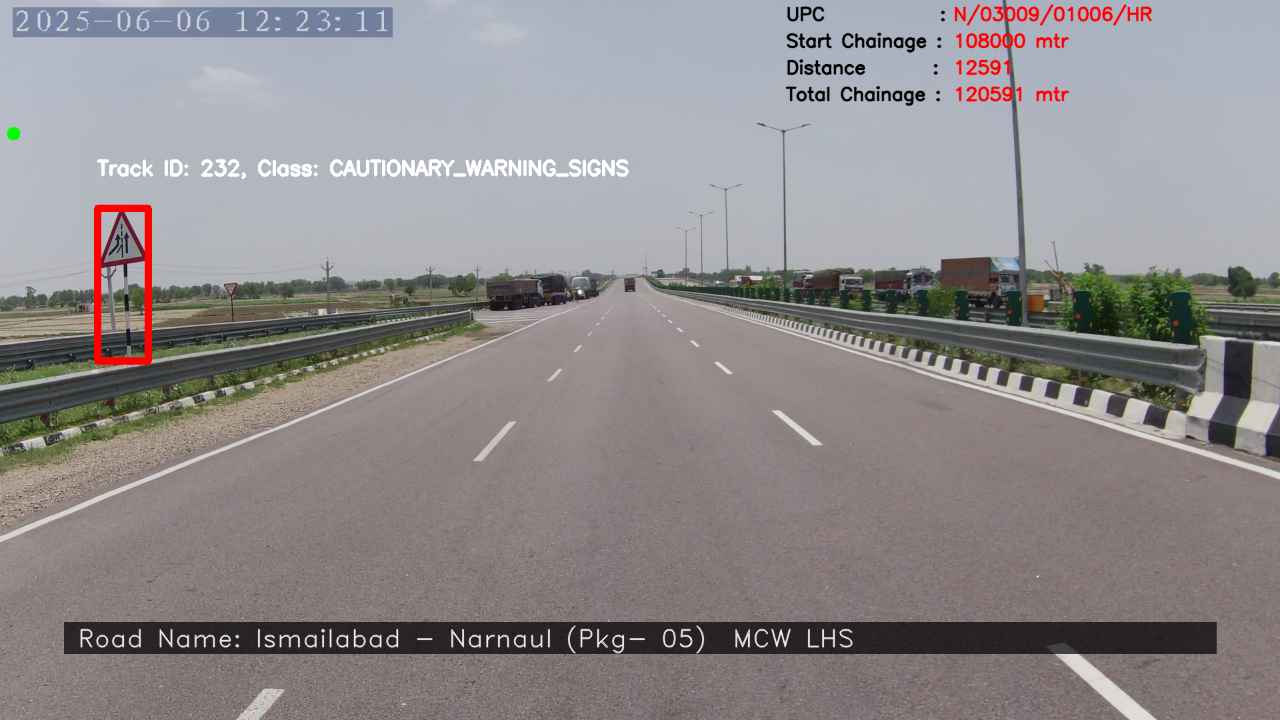 2025-06-06 12:23:11
UPC : N/03009/01006/HR
Start Chainage : 108000 mtr
Distance : 12591
Total Chainage : 120591 mtr
Track ID: 232, Class: CAUTIONARY_WARNING_SIGNS
Road Name: Ismailabad - Narnaul (Pkg- 05) MCW LHS